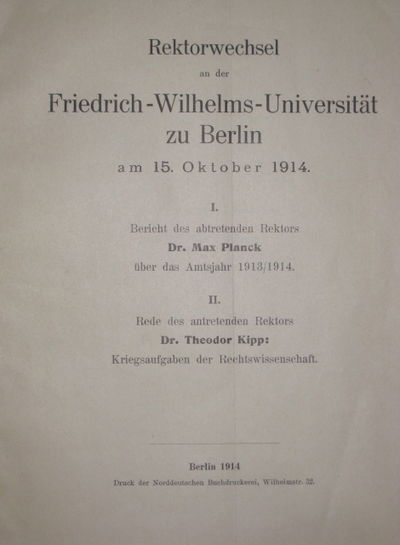 Rektorwechsel
an der
Friedrich-Wilhelms-Universität
zu Berlin
am 15. Oktober 1914.
I.
Bericht des abtretenden Rektors
Dr. Max Planck
über das Amtsjahr 1913/1914.
II.
Rede des antretenden Rektors
Dr. Theodor Kipp:
Kriegsaufgaben der Rechtswissenschaft.
Berlin 1914
Druck der Norddeutschen Buchdruckerei, Wilhelmstr. 32.